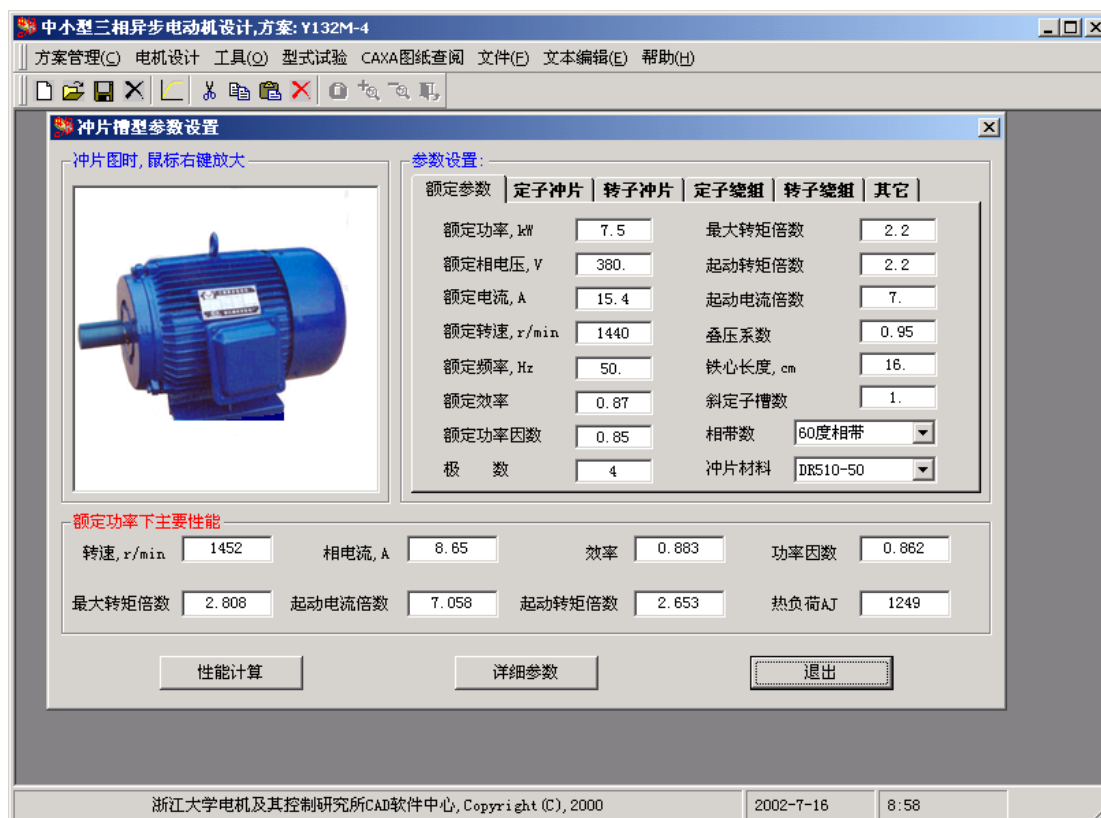 中小型三相异步电动机设计,方案:Y132M-4
方案管理(C) 电机设计 工具(O) 型式试验 CAXA图纸查阅 文件(F) 文本编辑(E) 帮助(H)
冲片槽型参数设置
冲片图时,鼠标右键放大
参数设置:
额定参数 定子冲片 转子冲片 定子绕组 转子绕组 其它
额定功率,kW 7.5 最大转矩倍数 2.2
额定相电压,V 380. 起动转矩倍数 2.2
额定电流,A 15.4 起动电流倍数 7.
额定转速,r/min 1440 叠压系数 0.95
额定频率,Hz 50. 铁心长度,cm 16.
额定效率 0.87 斜定子槽数 1.
额定功率因数 0.85 相带数 60度相带
极 数 4 冲片材料 DR510-50
额定功率下主要性能
转速,r/min 1452 相电流,A 8.65 效率 0.883 功率因数 0.862
最大转矩倍数 2.808 起动电流倍数 7.058 起动转矩倍数 2.653 热负荷AJ 1249
性能计算 详细参数 退出
浙江大学电机及其控制研究所CAD软件中心,Copyright(C),2000 2002-7-16 8:58